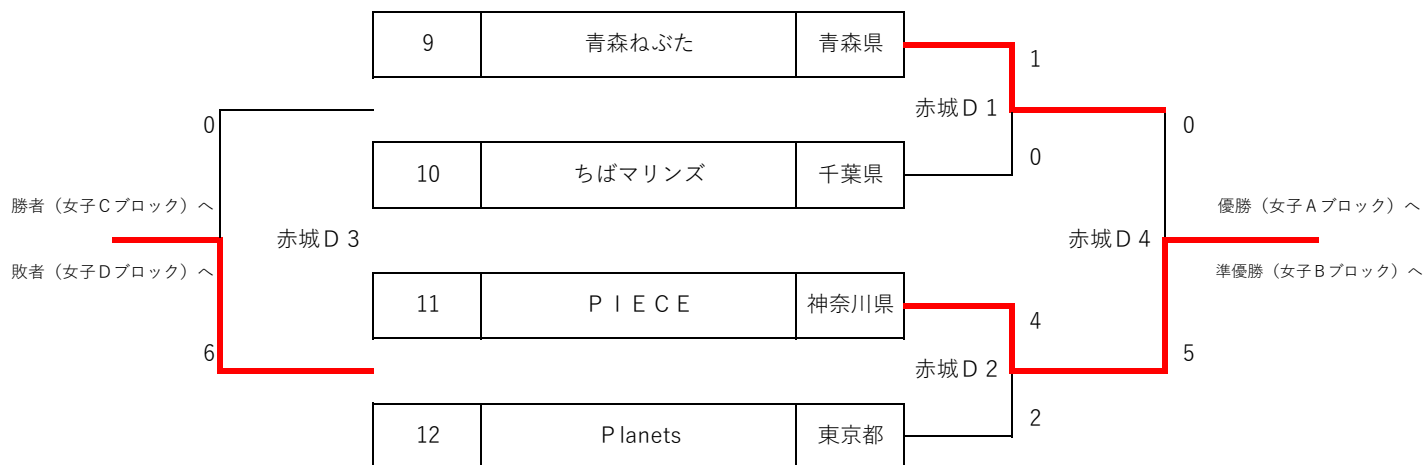 9 青森ねぶた 青森県
1
赤城Ｄ１
0 0
0
10 ちばマリンズ 千葉県
勝者（女子Ｃブロック）へ 優勝（女子Ａブロック）へ
赤城Ｄ３ 赤城Ｄ４
敗者（女子Ｄブロック）へ 準優勝（女子Ｂブロック）へ
11 ＰＩＥＣＥ 神奈川県
4
6 5
赤城Ｄ２
2
12 Ｐlanets 東京都